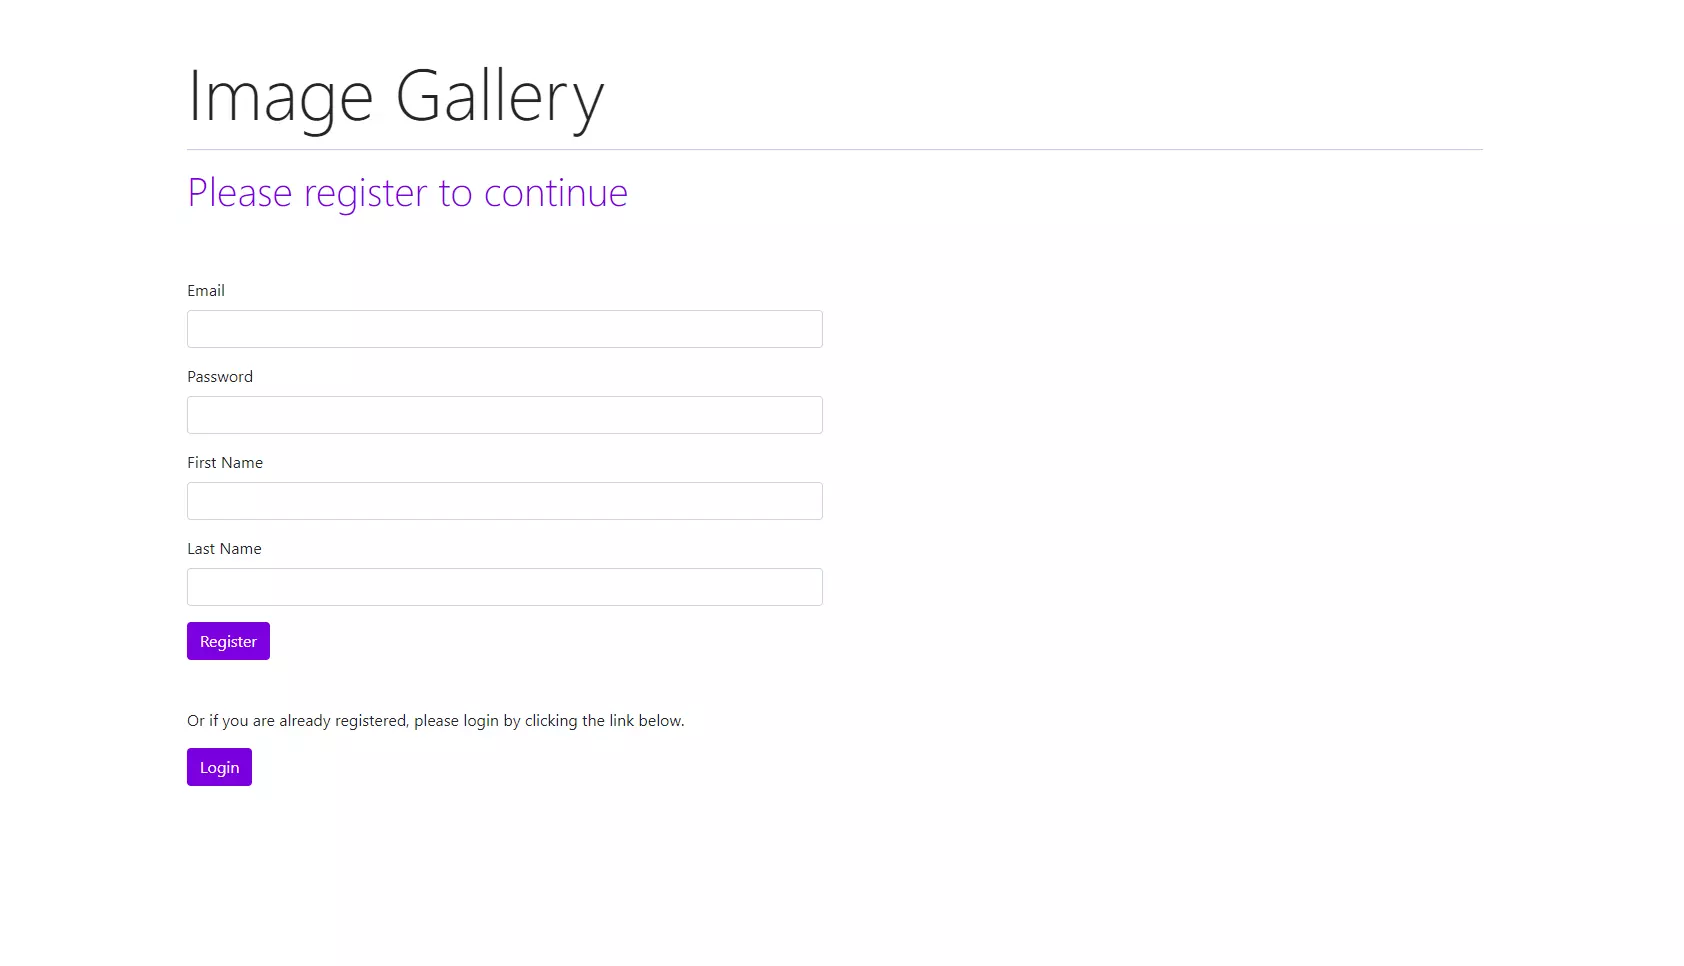 Image Gallery
Please register to continue
Email
Password
First Name
Last Name
Register
Or if you are already registered, please login by clicking the link below.
Login